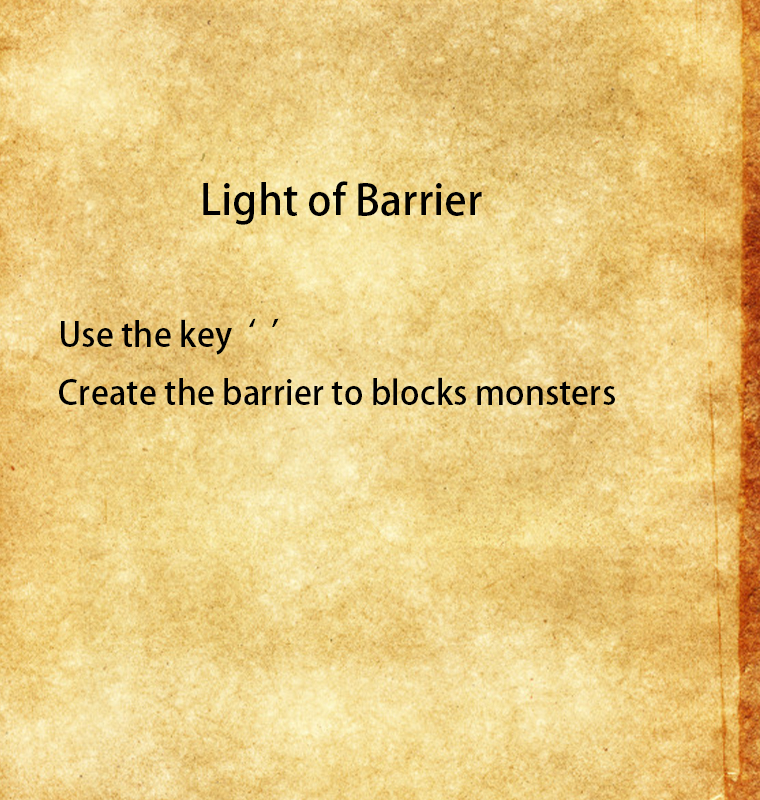 Light of Barrier
Use the key ‘ ’
Create the barrier to blocks monsters